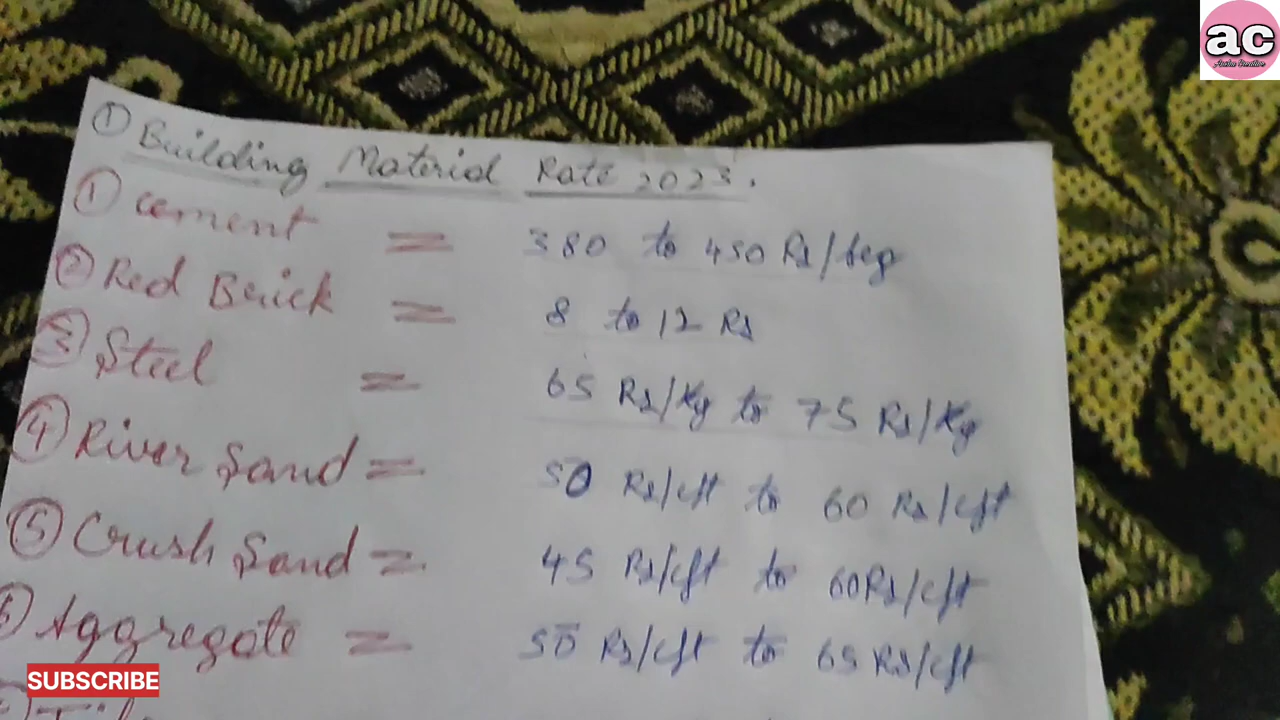 ac
① Building Material Rate 2023.
① Cement = 380 to 450 Rs/beg
② Red Brick = 8 to 12 Rs
③ Steel = 65 Rs/Kg to 75 Rs/Kg
④ River Sand = 50 Rs/cft to 60 Rs/cft
⑤ Crush Sand = 45 Rs/cft to 60Rs/cft
⑥ Aggregate = 50 Rs/cft to 65 Rs/cft
SUBSCRIBE